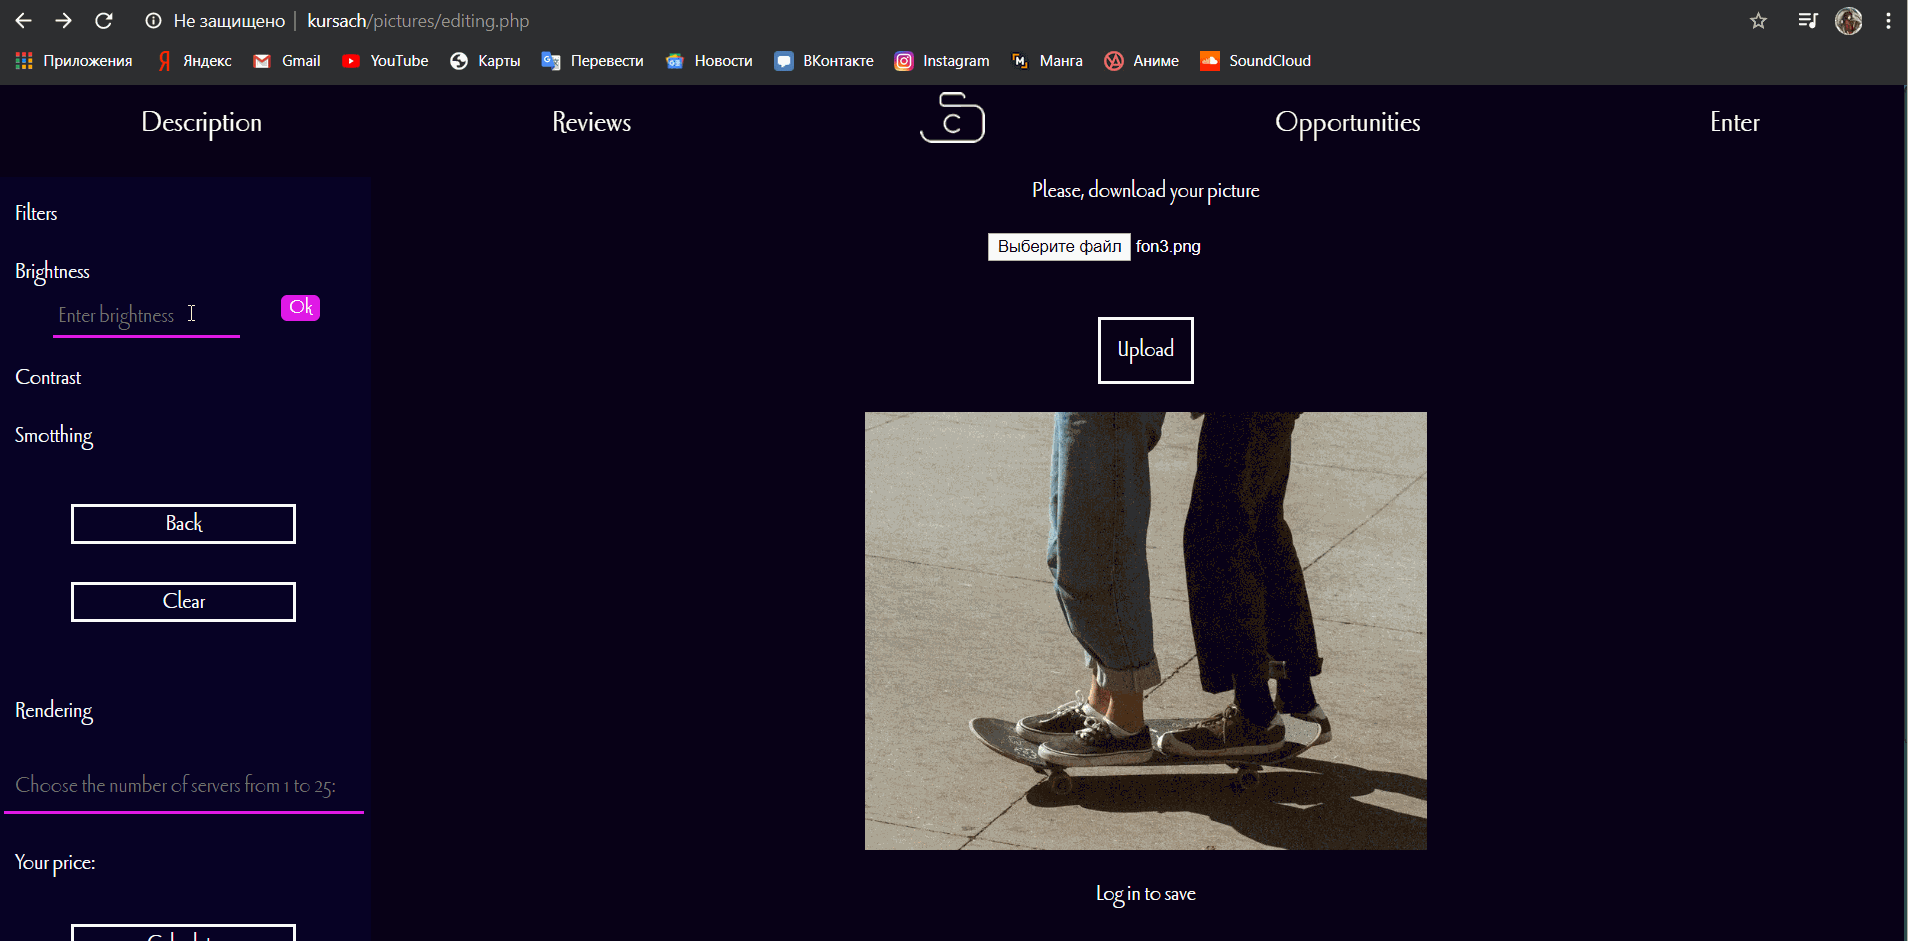 Не защищено | kursach/pictures/editing.php
Приложения Яндекс Gmail YouTube Карты Перевести Новости ВКонтакте Instagram Манга Аниме SoundCloud
Description Reviews C Opportunities Enter
Please, download your picture
Выберите файл fon3.png
Upload
Log in to save
Filters
Brightness
Enter brightness Ok
Contrast
Smotthing
Back
Clear
Rendering
Choose the number of servers from 1 to 25:
Your price: